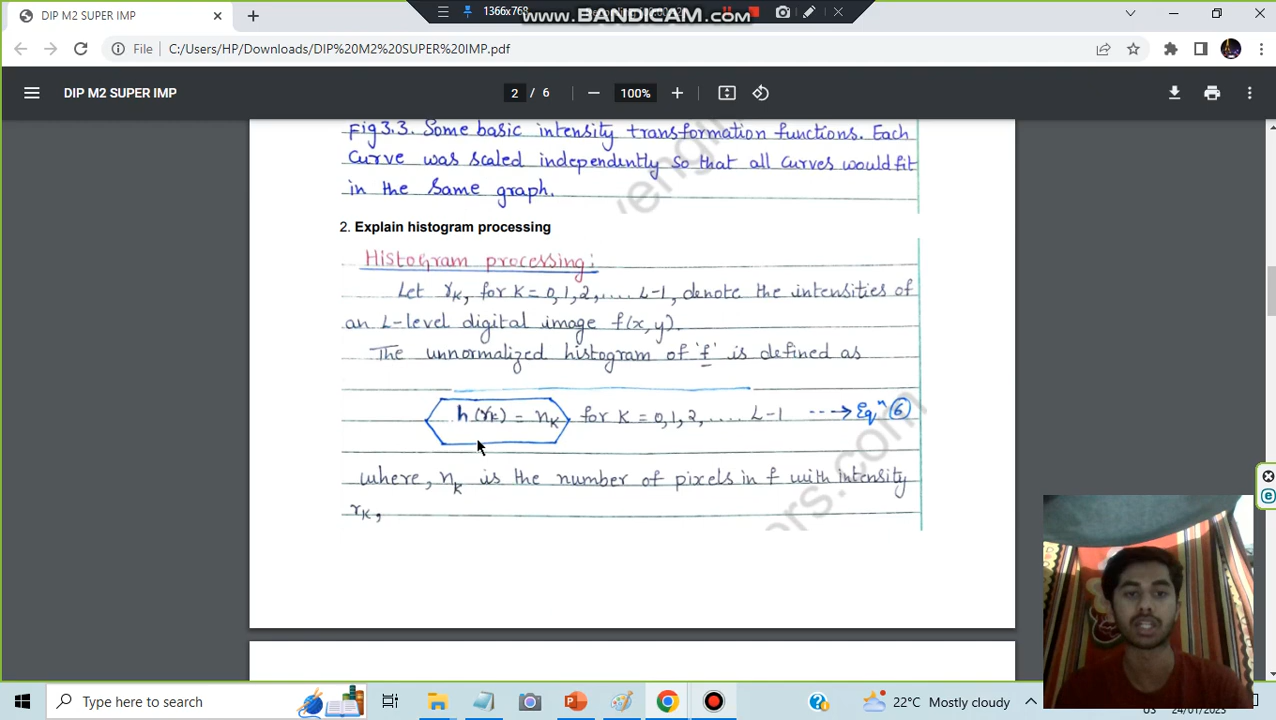 DIP M2 SUPER IMP
1366x768
www.BANDICAM.com
File C:/Users/HP/Downloads/DIP%20M2%20SUPER%20IMP.pdf
DIP M2 SUPER IMP
2 / 6
100%
Fig3.3. Some basic intensity transformation functions. Each
Curve was scaled independently so that all curves would fit
in the same graph.
2. Explain histogram processing
Histogram processing:
Let rK, for K = 0,1,2,.... L-1, denote the intensities of
an L-level digital image f(x,y).
The unnormalized histogram of 'f' is defined as
h(rK) = nK for K = 0,1,2,.... L-1 ---→ Eqⁿ ⑥
where, nK is the number of pixels in f with intensity
rK,
Type here to search
22°C Mostly cloudy
24/01/2023